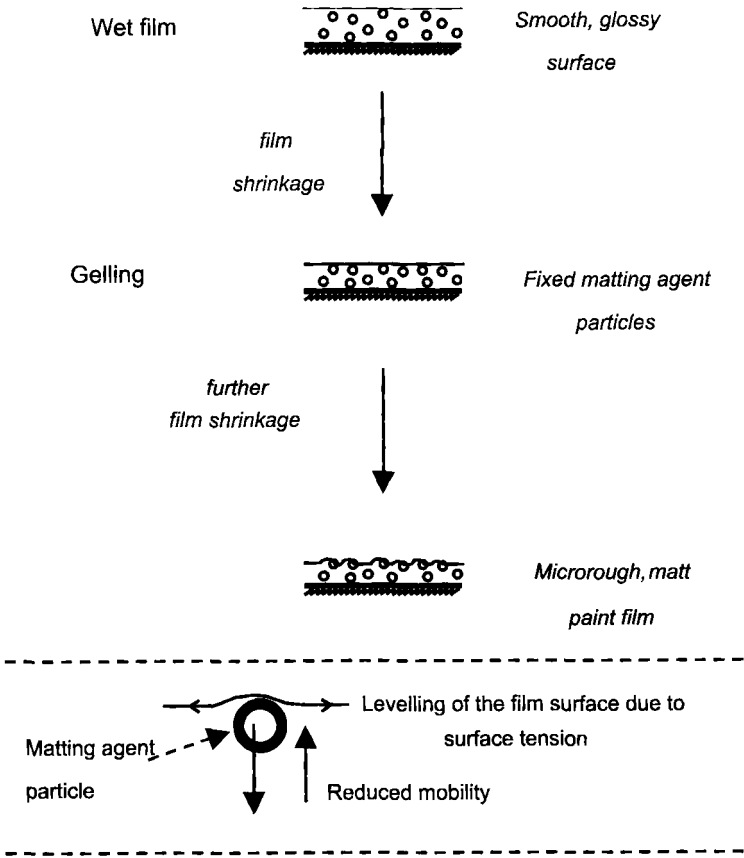 Wet film
Smooth, glossy
surface
film
shrinkage
Gelling
Fixed matting agent
particles
further
film shrinkage
Microrough, matt
paint film
Levelling of the film surface due to
surface tension
Matting agent
particle
Reduced mobility